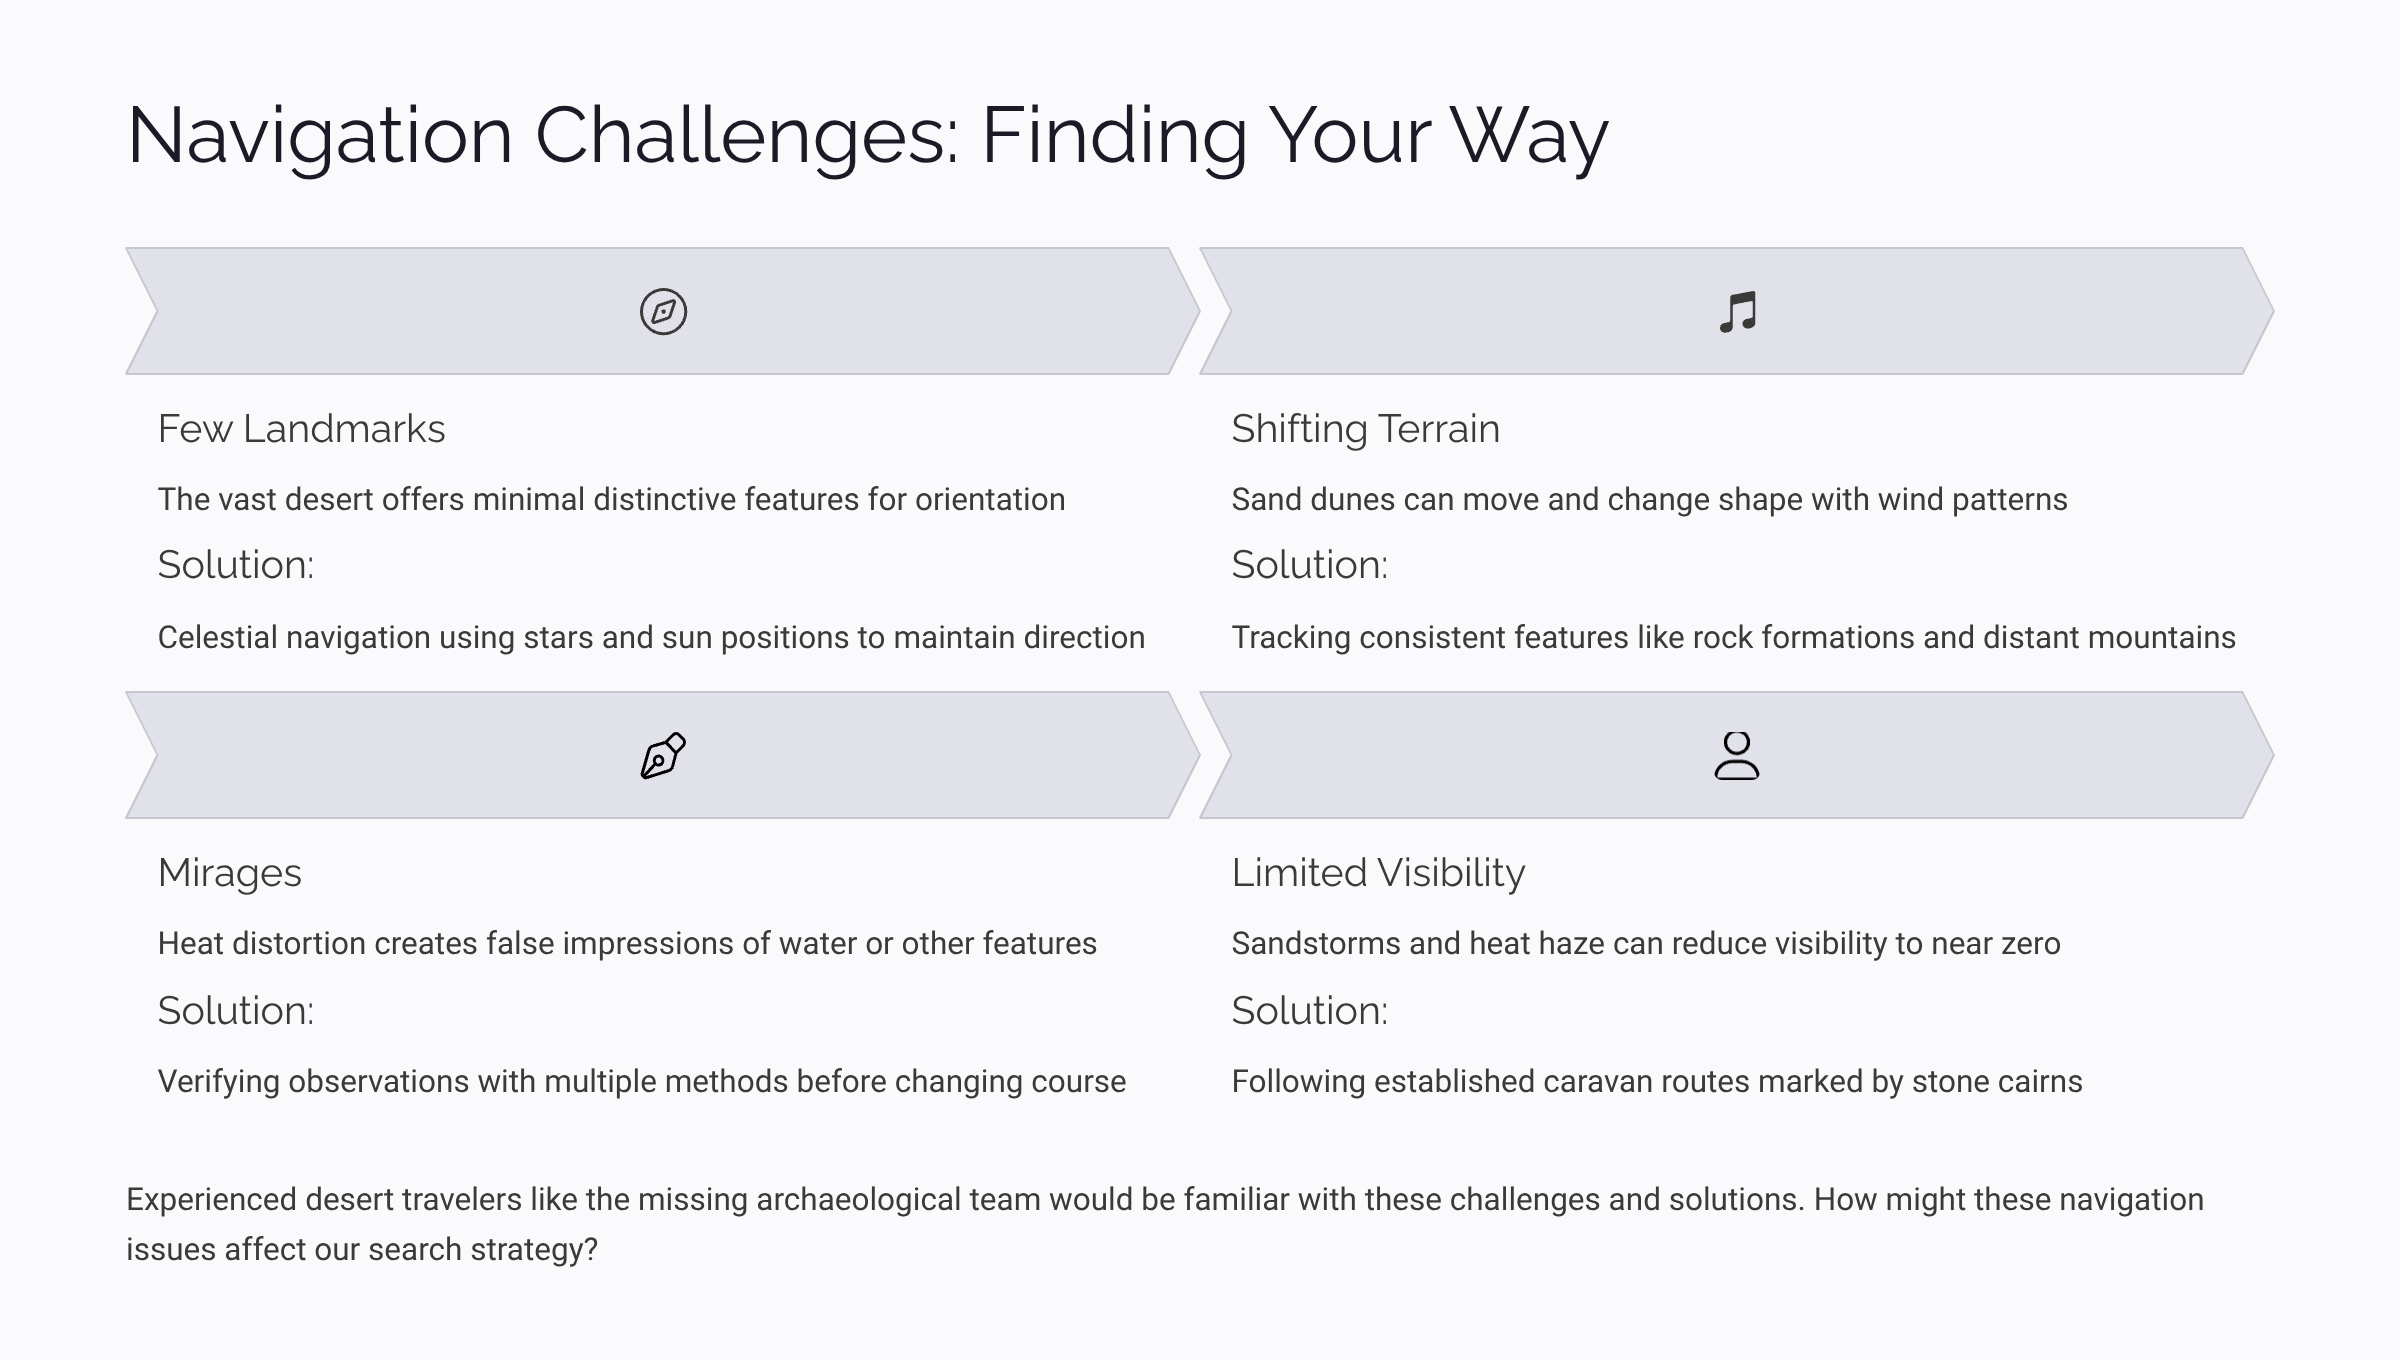 Navigation Challenges: Finding Your Way
Few Landmarks
The vast desert offers minimal distinctive features for orientation
Solution:
Celestial navigation using stars and sun positions to maintain direction
Shifting Terrain
Sand dunes can move and change shape with wind patterns
Solution:
Tracking consistent features like rock formations and distant mountains
Mirages
Heat distortion creates false impressions of water or other features
Solution:
Verifying observations with multiple methods before changing course
Limited Visibility
Sandstorms and heat haze can reduce visibility to near zero
Solution:
Following established caravan routes marked by stone cairns
Experienced desert travelers like the missing archaeological team would be familiar with these challenges and solutions. How might these navigation
issues affect our search strategy?